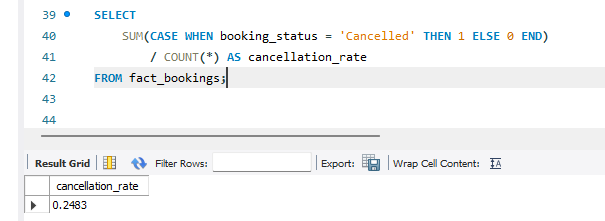 39 SELECT
40 SUM(CASE WHEN booking_status = 'Cancelled' THEN 1 ELSE 0 END)
41 / COUNT(*) AS cancellation_rate
42 FROM fact_bookings;
43
44
Result Grid Filter Rows: Export: Wrap Cell Content: IA
cancellation_rate
0.2483